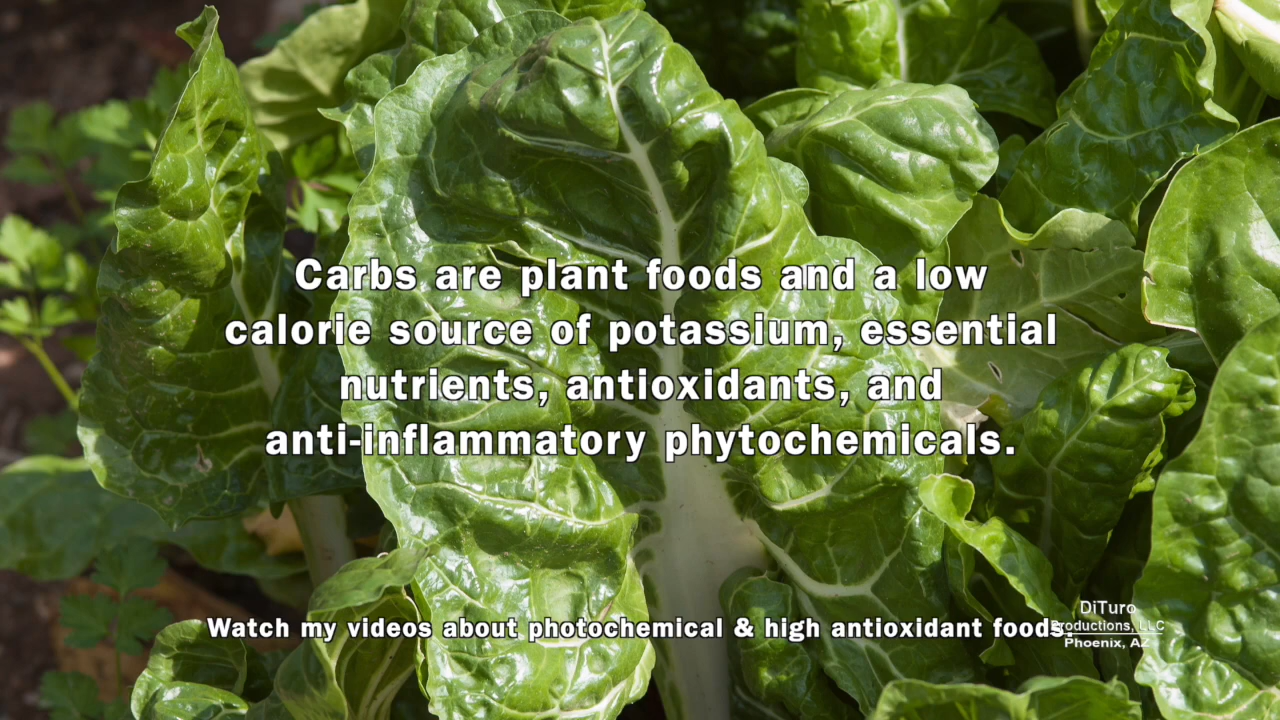 Carbs are plant foods and a low
calorie source of potassium, essential
nutrients, antioxidants, and
anti-inflammatory phytochemicals.
Watch my videos about photochemical & high antioxidant foods.
DiTuro
Productions, LLC
Phoenix, AZ